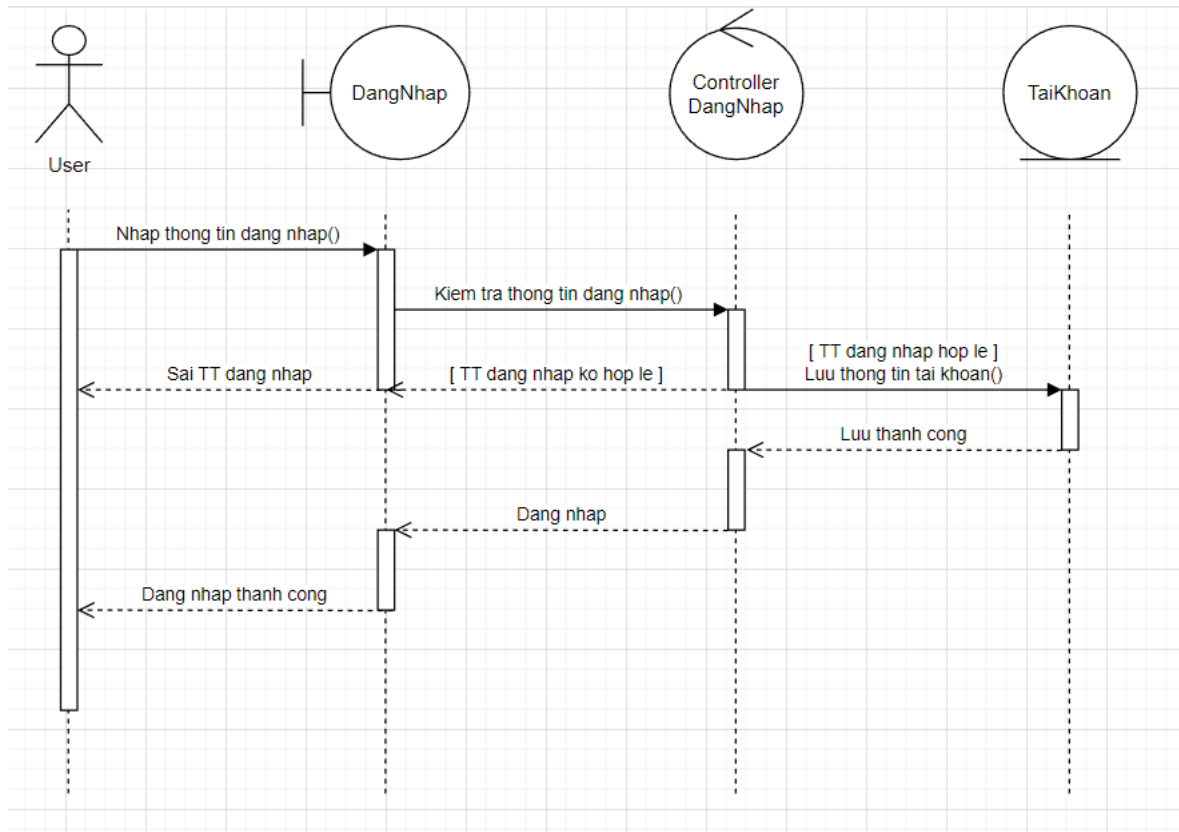 DangNhap
Controller
DangNhap
TaiKhoan
User
Nhap thong tin dang nhap()
Kiem tra thong tin dang nhap()
[ TT dang nhap hop le ]
Luu thong tin tai khoan()
Sai TT dang nhap
[ TT dang nhap ko hop le ]
Luu thanh cong
Dang nhap
Dang nhap thanh cong